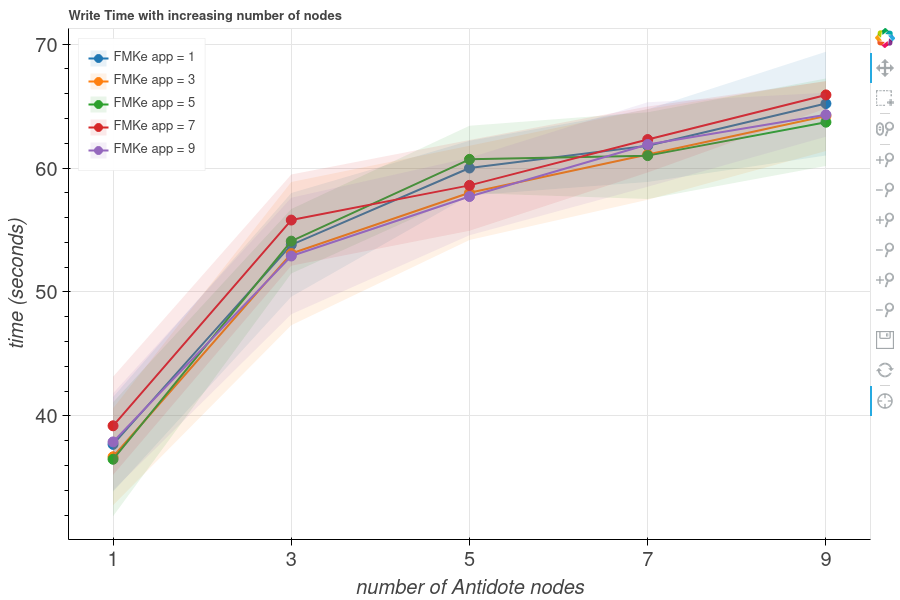 Write Time with increasing number of nodes
70
60
50
40
time (seconds)
FMKe app = 1
FMKe app = 3
FMKe app = 5
FMKe app = 7
FMKe app = 9
1 3 5 7 9
number of Antidote nodes